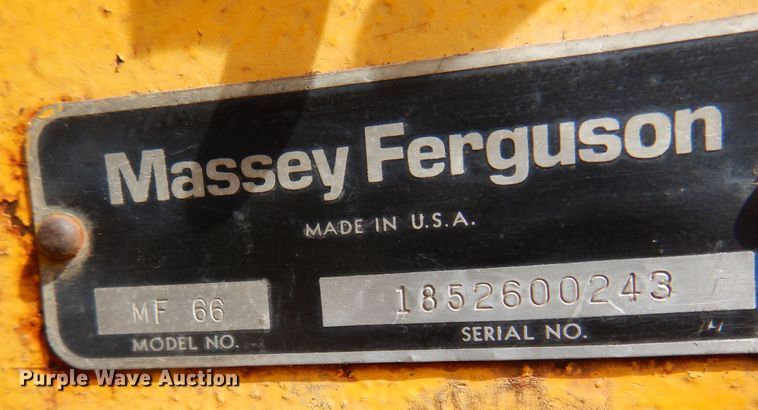 Massey Ferguson
MADE IN U.S.A.
MF 66
MODEL NO.
1852600243
SERIAL NO.
Purple Wave Auction